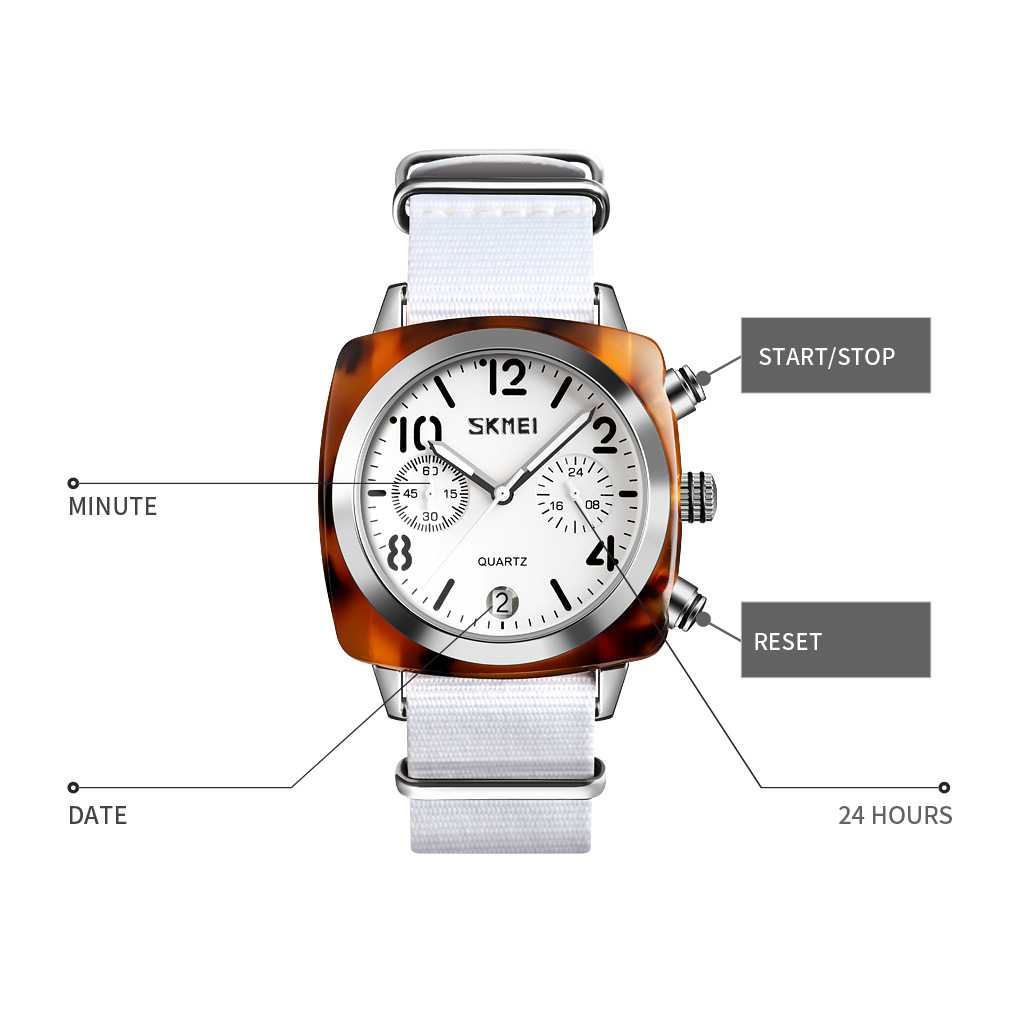 START/STOP
12
10
SKMEI
2
60
45 15
30
24
16 08
MINUTE
8
QUARTZ
4
2
RESET
DATE
24 HOURS